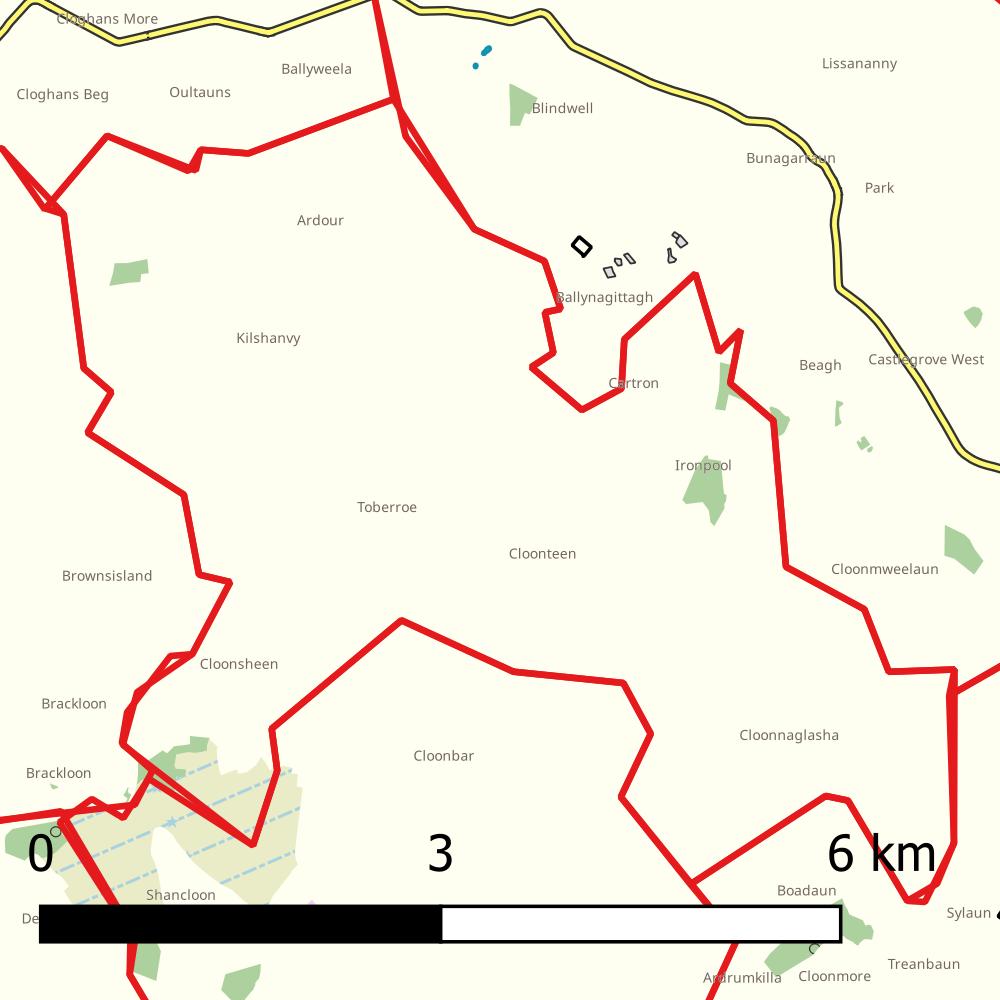 Cloghans More
Lissananny
Ballyweela
Cloghans Beg
Oultauns
Blindwell
Bunagarraun
Park
Ardour
Ballynagittagh
Kilshanvy
Castlegrove West
Beagh
Cartron
Ironpool
Toberroe
Cloonteen
Brownsisland
Cloonmweelaun
Cloonsheen
Brackloon
Cloonnaglasha
Cloonbar
Brackloon
0 3 6 km
Boadaun
Shancloon
De
Sylaun
Treanbaun
Ardrumkilla
Cloonmore